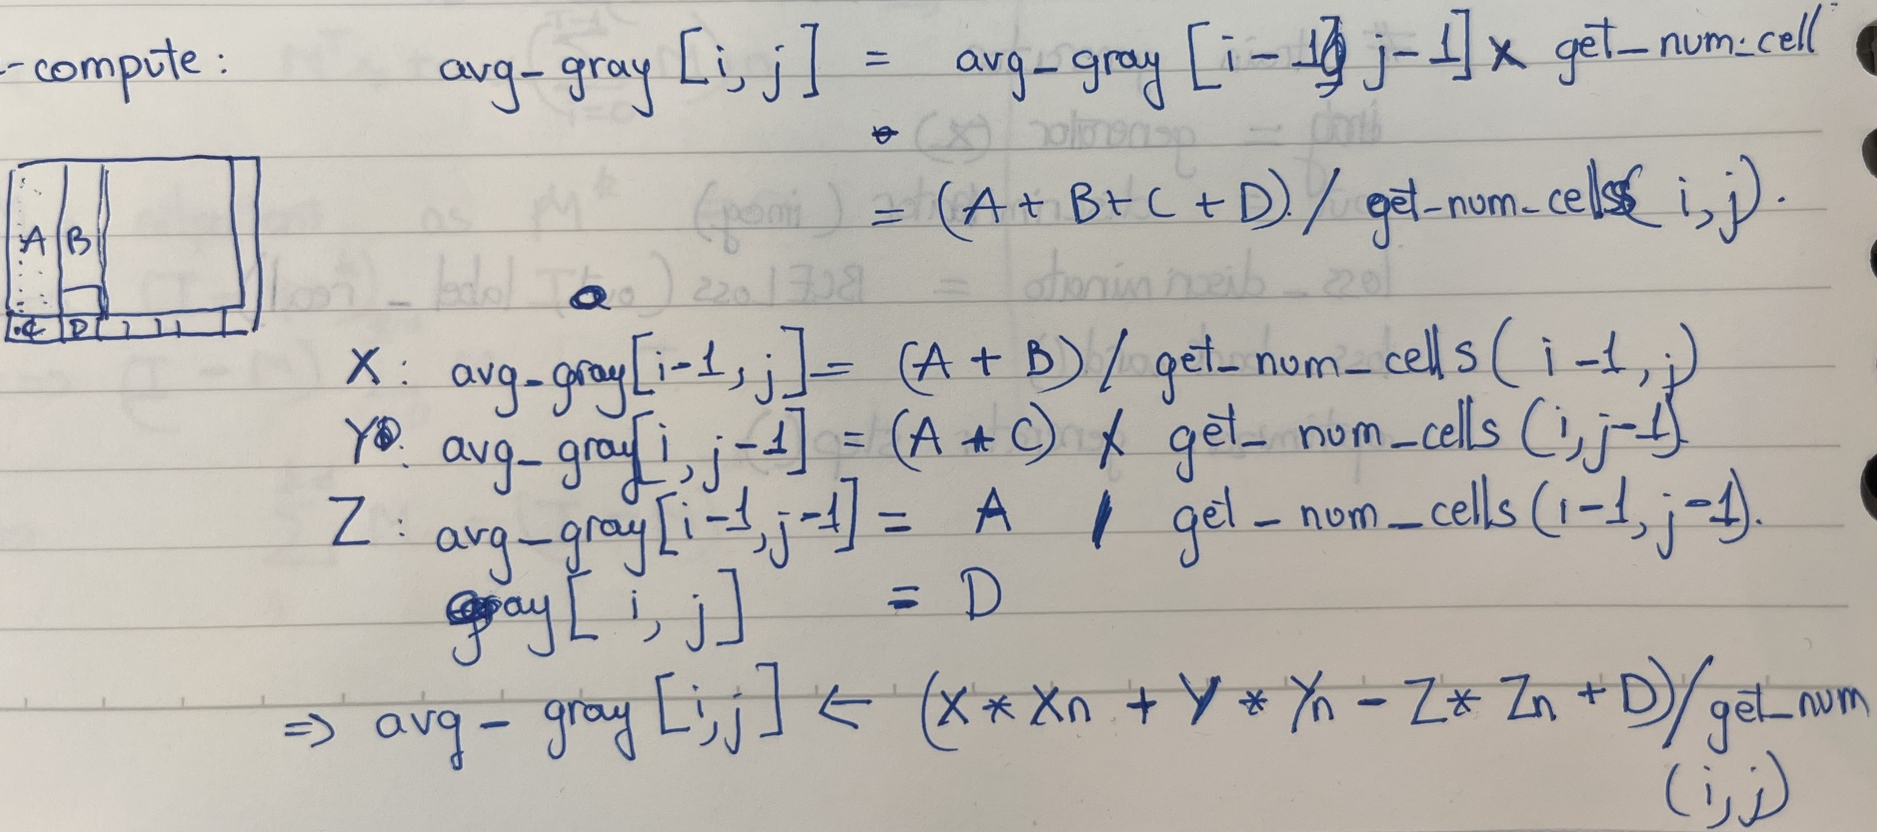 -compute: avg-gray [i, j] = avg-gray [i-1, j-1] x get-num-cell
= (A + B + C + D) / get-num-cells( i, j).
A B
C D
X: avg-gray[i-1, j] = (A + B) / get-num-cells( i-1, j)
Y: avg-gray[i, j-1] = (A + C) / get-num-cells (i, j-1)
Z: avg-gray[i-1, j-1] = A / get-num-cells (i-1, j-1).
gray[ i, j] = D
=> avg-gray [i, j] ← (X * Xn + Y * Yn - Z * Zn + D)/get-num
(i, j)